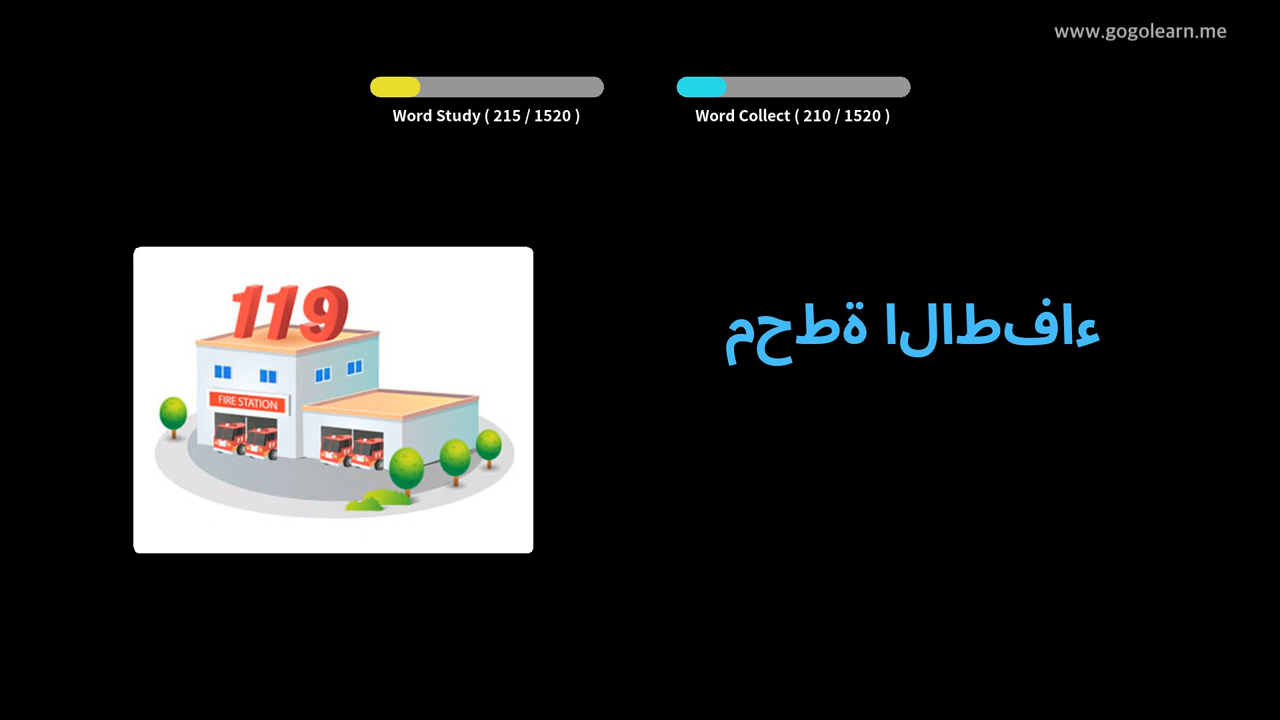 www.gogolearn.me
Word Study ( 215 / 1520 )
Word Collect ( 210 / 1520 )
119
FIRE STATION
محطة الاطفاء